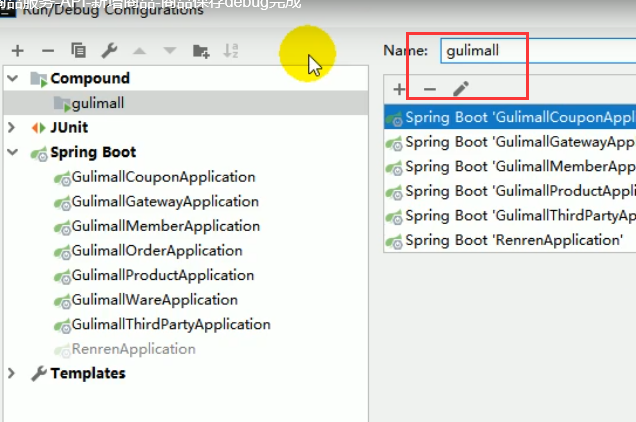 商品服务-API-新增商品-商品保存debug完成
Run/Debug Configurations
Name: gulimall
Compound
gulimall
JUnit
Spring Boot
GulimallCouponApplication
GulimallGatewayApplication
GulimallMemberApplication
GulimallOrderApplication
GulimallProductApplication
GulimallWareApplication
GulimallThirdPartyApplication
RenrenApplication
Templates
Spring Boot 'GulimallCouponAppl
Spring Boot 'GulimallGatewayApp
Spring Boot 'GulimallMemberApp
Spring Boot 'GulimallProductAppli
Spring Boot 'GulimallThirdPartyAp
Spring Boot 'RenrenApplication'